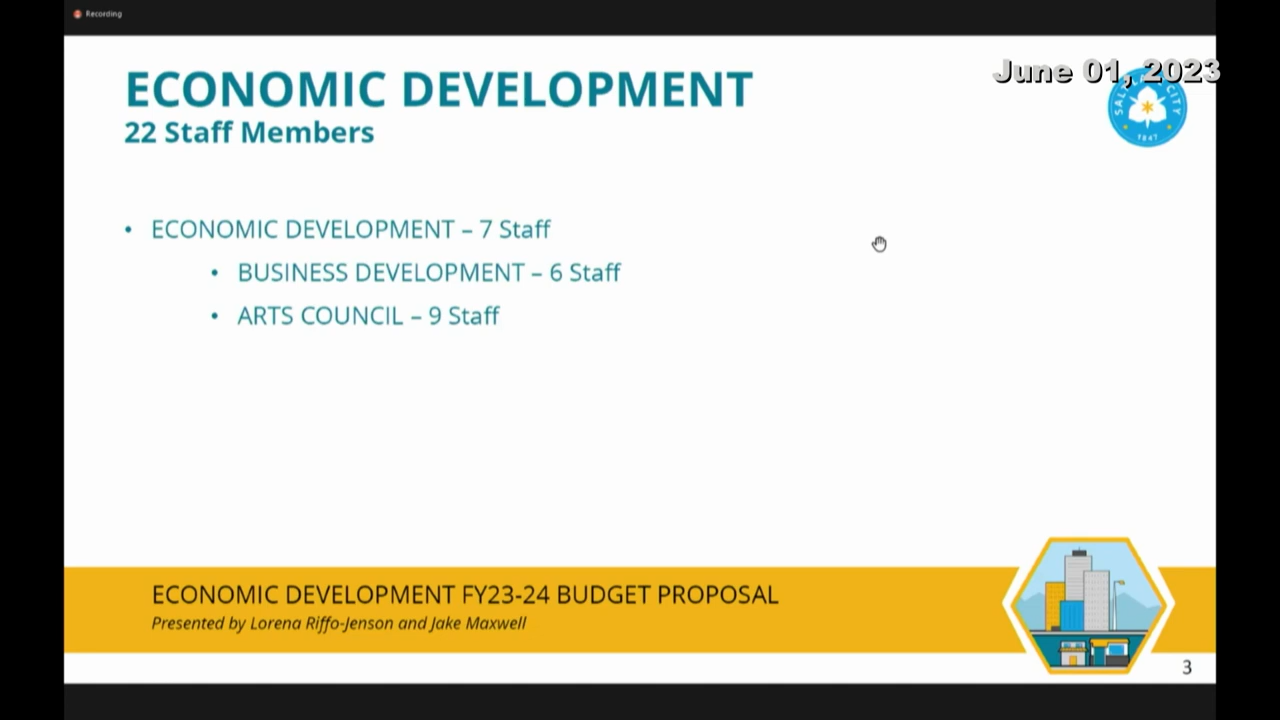 Recording
June 01, 2023
ECONOMIC DEVELOPMENT
22 Staff Members
1847
• ECONOMIC DEVELOPMENT – 7 Staff
• BUSINESS DEVELOPMENT – 6 Staff
• ARTS COUNCIL – 9 Staff
ECONOMIC DEVELOPMENT FY23-24 BUDGET PROPOSAL
Presented by Lorena Riffo-Jenson and Jake Maxwell
3